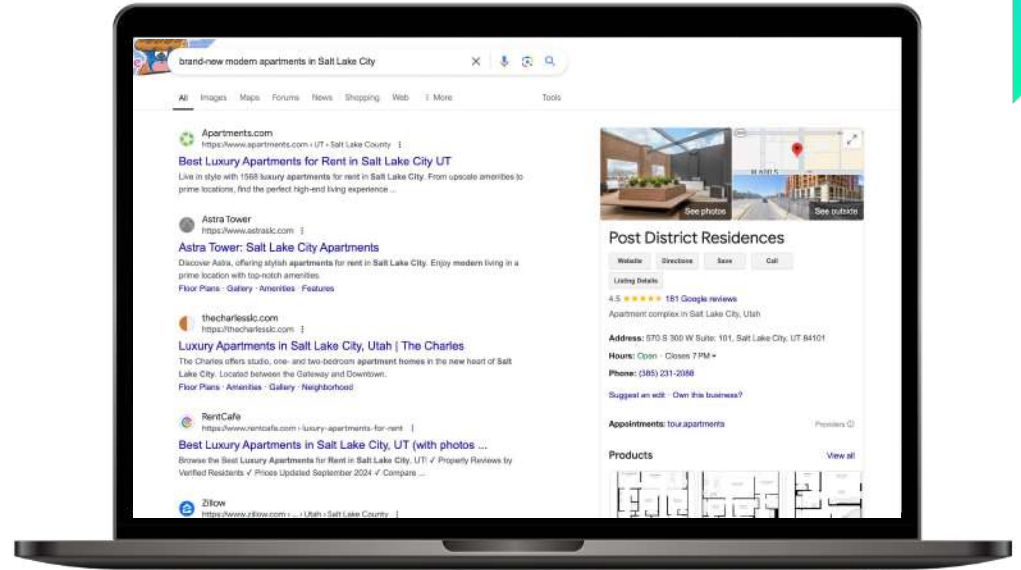 brand-new modern apartments in Salt Lake City
All Images Maps Forums News Shopping Web More Tools
Apartments.com
https://www.apartments.com › UT › Salt Lake County
Best Luxury Apartments for Rent in Salt Lake City UT
Live in style with 1568 luxury apartments for rent in Salt Lake City. From upscale amenities to
prime locations, find the perfect high-end living experience ...
Astra Tower
https://www.astraslc.com
Astra Tower: Salt Lake City Apartments
Discover Astra, offering stylish apartments for rent in Salt Lake City. Enjoy modern living in a
prime location with top-notch amenities.
Floor Plans · Gallery · Amenities · Features
thecharlesslc.com
https://thecharlesslc.com
Luxury Apartments in Salt Lake City, Utah | The Charles
The Charles offers studio, one- and two-bedroom apartment homes in the new heart of Salt
Lake City. Located between the Gateway and Downtown.
Floor Plans · Amenities · Gallery · Neighborhood
RentCafe
https://www.rentcafe.com › luxury-apartments-for-rent
Best Luxury Apartments in Salt Lake City, UT (with photos ...
Browse the Best Luxury Apartments for Rent in Salt Lake City, UT! ✓ Property Reviews by
Verified Residents ✓ Prices Updated September 2024 ✓ Compare ...
Zillow
https://www.zillow.com › ... › Utah › Salt Lake County
See photos
See outside
Post District Residences
Website Directions Save Call
Listing Details
4.5 ★★★★★ 181 Google reviews
Apartment complex in Salt Lake City, Utah
Address: 570 S 300 W Suite: 101, Salt Lake City, UT 84101
Hours: Open · Closes 7 PM
Phone: (385) 231-2088
Suggest an edit · Own this business?
Appointments: tour.apartments Providers
Products View all